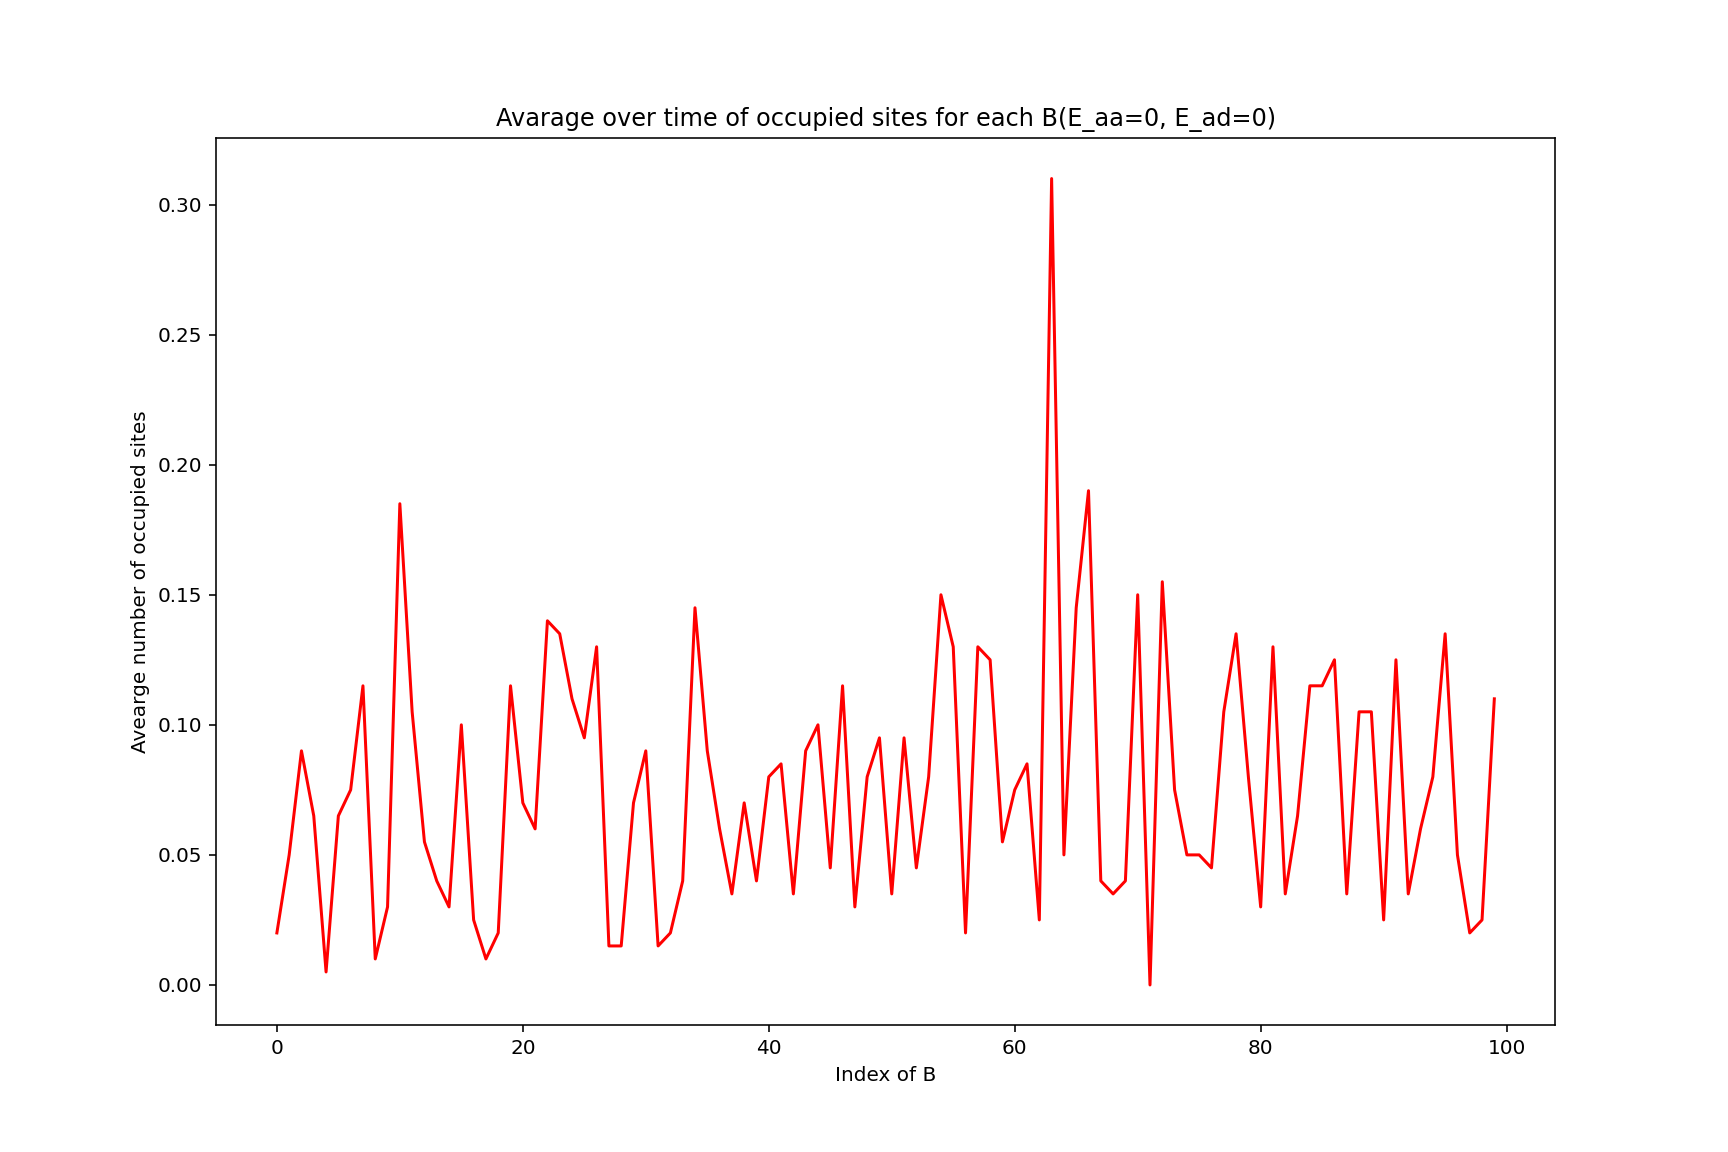 Avarage over time of occupied sites for each B(E_aa=0, E_ad=0)
0.30
0.25
0.20
0.15
0.10
0.05
0.00
Avearge number of occupied sites
0 20 40 60 80 100
Index of B